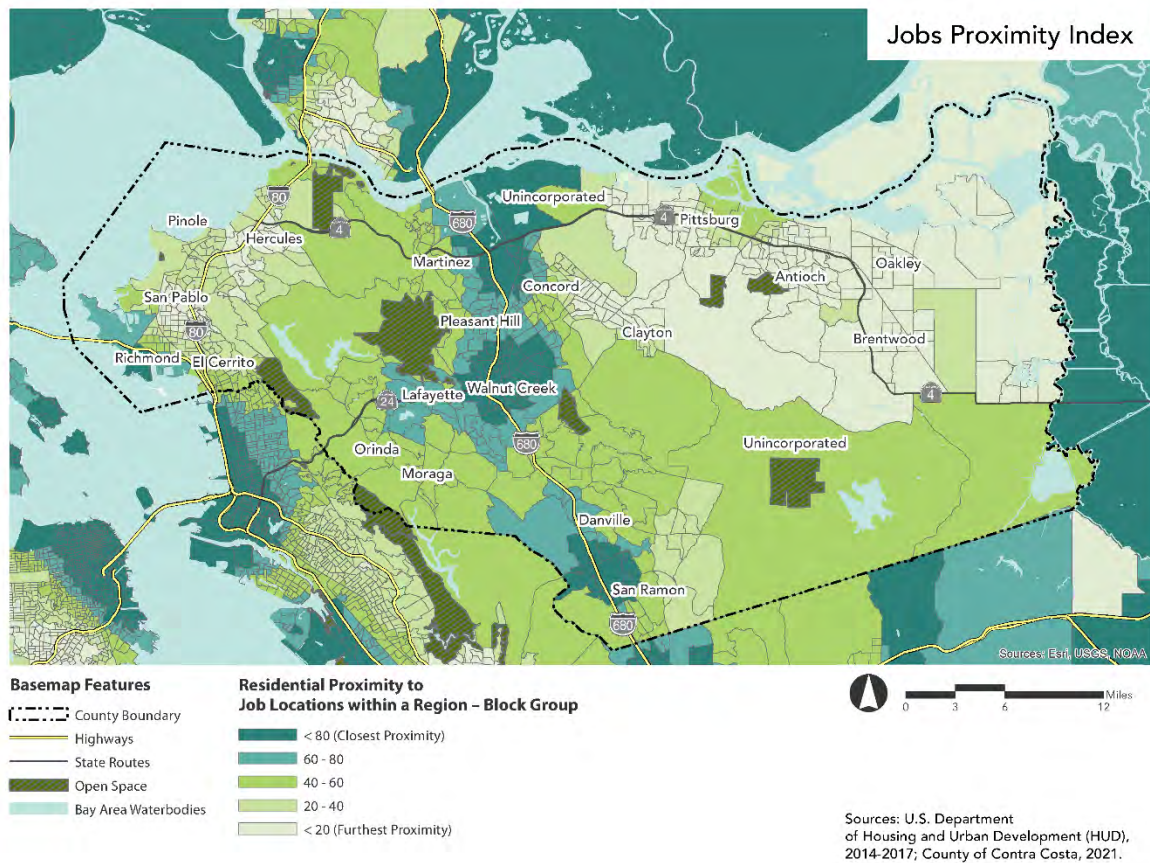 Jobs Proximity Index
Unincorporated
80
680
Pinole
4
Pittsburg
Hercules
4
Martinez
Oakley
Antioch
Concord
San Pablo
Pleasant Hill
80
Clayton
Brentwood
Richmond
El Cerrito
Walnut Creek
Lafayette
24
4
680
Unincorporated
Orinda
Moraga
Danville
San Ramon
680
Sources: Esri, USGS, NOAA
Basemap Features
County Boundary
Highways
State Routes
Open Space
Bay Area Waterbodies
Residential Proximity to
Job Locations within a Region – Block Group
< 80 (Closest Proximity)
60 - 80
40 - 60
20 - 40
< 20 (Furthest Proximity)
Miles
0 3 6 12
Sources: U.S. Department
of Housing and Urban Development (HUD),
2014-2017; County of Contra Costa, 2021.